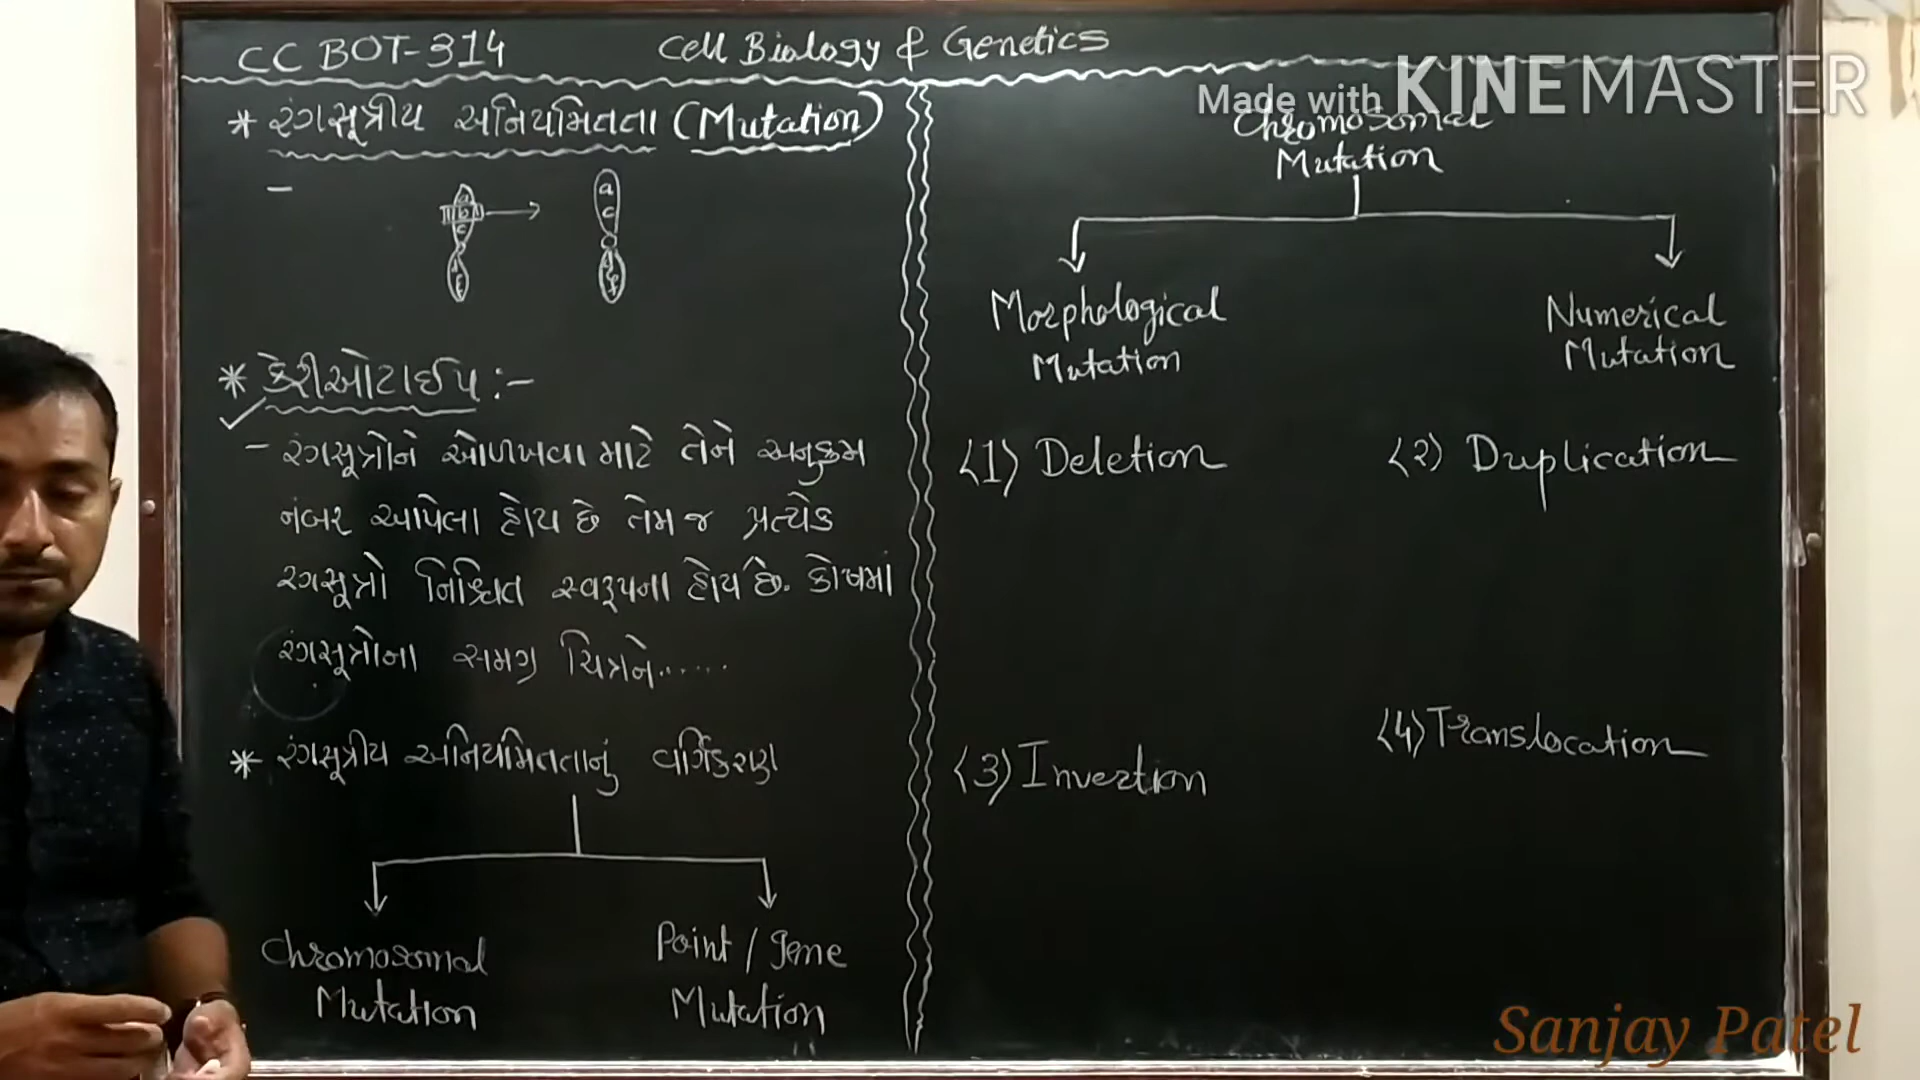 CC BOT-314 Cell Biology & Genetics
* રંગસૂત્રીય અનિયમિતતા (Mutation)
-
a
b
c
a
c
* કેરીઓટાઈપ :-
- રંગસૂત્રોને ઓળખવા માટે તેને અનુક્રમ
નંબર આપેલા હોય છે તેમ જ પ્રત્યેક
રંગસૂત્રો નિશ્ચિત સ્વરૂપના હોય છે. કોષમાં
રંગસૂત્રોના સમગ્ર ચિત્રને......
* રંગસૂત્રીય અનિયમિતતાનું વર્ગિકરણ
Chromosomal
Mutation
Point / gene
Mutation
Made with KINEMASTER
Chromosomal
Mutation
Morphological
Mutation
Numerical
Mutation
(1) Deletion
(2) Duplication
(3) Invertion
(4) Translocation
Sanjay Patel